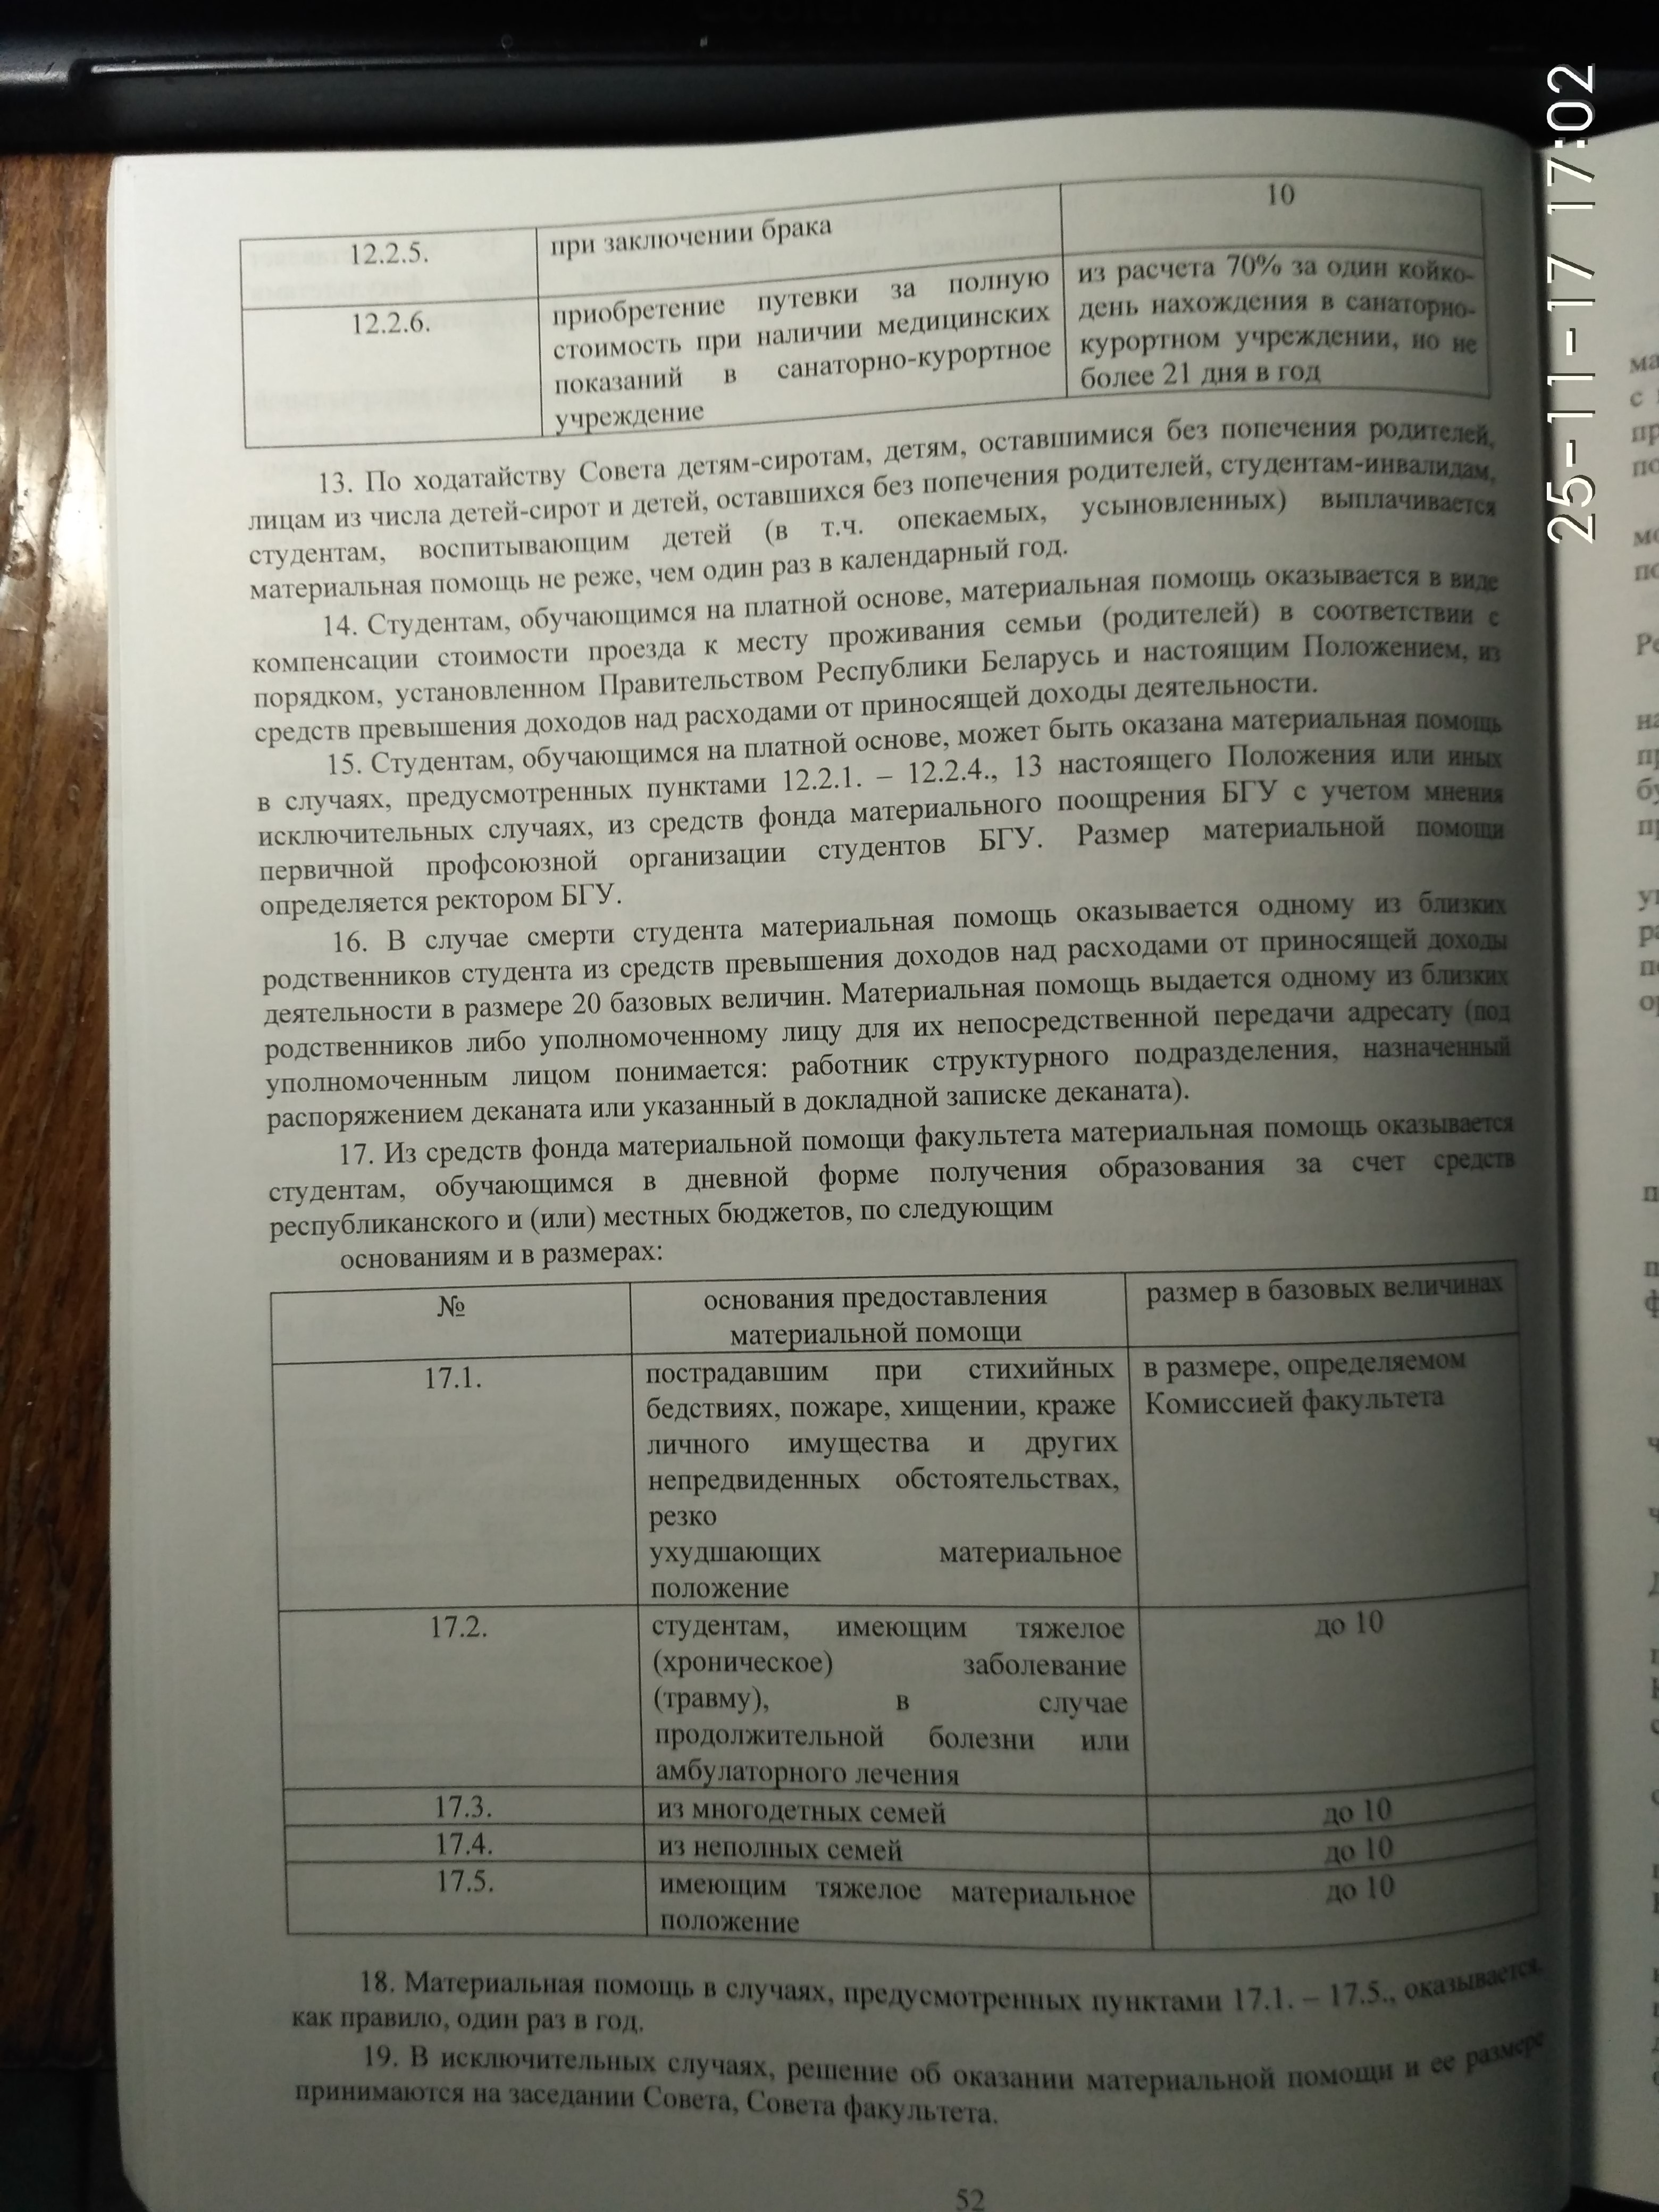 12.2.5.
при заключении брака
10
12.2.6.
приобретение путевки за полную
стоимость при наличии медицинских
показаний в санаторно-курортное
учреждение
из расчета 70% за один койко-
день нахождения в санаторно-
курортном учреждении, но не
более 21 дня в год
13. По ходатайству Совета детям-сиротам, детям, оставшимися без попечения родителей,
лицам из числа детей-сирот и детей, оставшихся без попечения родителей, студентам-инвалидам,
студентам, воспитывающим детей (в т.ч. опекаемых, усыновленных) выплачивается
материальная помощь не реже, чем один раз в календарный год.
14. Студентам, обучающимся на платной основе, материальная помощь оказывается в виде
компенсации стоимости проезда к месту проживания семьи (родителей) в соответствии с
порядком, установленном Правительством Республики Беларусь и настоящим Положением, из
средств превышения доходов над расходами от приносящей доходы деятельности.
15. Студентам, обучающимся на платной основе, может быть оказана материальная помощь
в случаях, предусмотренных пунктами 12.2.1. – 12.2.4., 13 настоящего Положения или иных
исключительных случаях, из средств фонда материального поощрения БГУ с учетом мнения
первичной профсоюзной организации студентов БГУ. Размер материальной помощи
определяется ректором БГУ.
16. В случае смерти студента материальная помощь оказывается одному из близких
родственников студента из средств превышения доходов над расходами от приносящей доходы
деятельности в размере 20 базовых величин. Материальная помощь выдается одному из близких
родственников либо уполномоченному лицу для их непосредственной передачи адресату (под
уполномоченным лицом понимается: работник структурного подразделения, назначенный
распоряжением деканата или указанный в докладной записке деканата).
17. Из средств фонда материальной помощи факультета материальная помощь оказывается
студентам, обучающимся в дневной форме получения образования за счет средств
республиканского и (или) местных бюджетов, по следующим
основаниям и в размерах:
№
основания предоставления
материальной помощи
размер в базовых величинах
17.1.
пострадавшим при стихийных
бедствиях, пожаре, хищении, краже
личного имущества и других
непредвиденных обстоятельствах,
резко
ухудшающих материальное
положение
в размере, определяемом
Комиссией факультета
17.2.
студентам, имеющим тяжелое
(хроническое) заболевание
(травму), в случае
продолжительной болезни или
амбулаторного лечения
до 10
17.3.
из многодетных семей
до 10
17.4.
из неполных семей
до 10
17.5.
имеющим тяжелое материальное
положение
до 10
18. Материальная помощь в случаях, предусмотренных пунктами 17.1. – 17.5., оказывается,
как правило, один раз в год.
19. В исключительных случаях, решение об оказании материальной помощи и ее размере
принимаются на заседании Совета, Совета факультета.
52
25-11-17 17:02